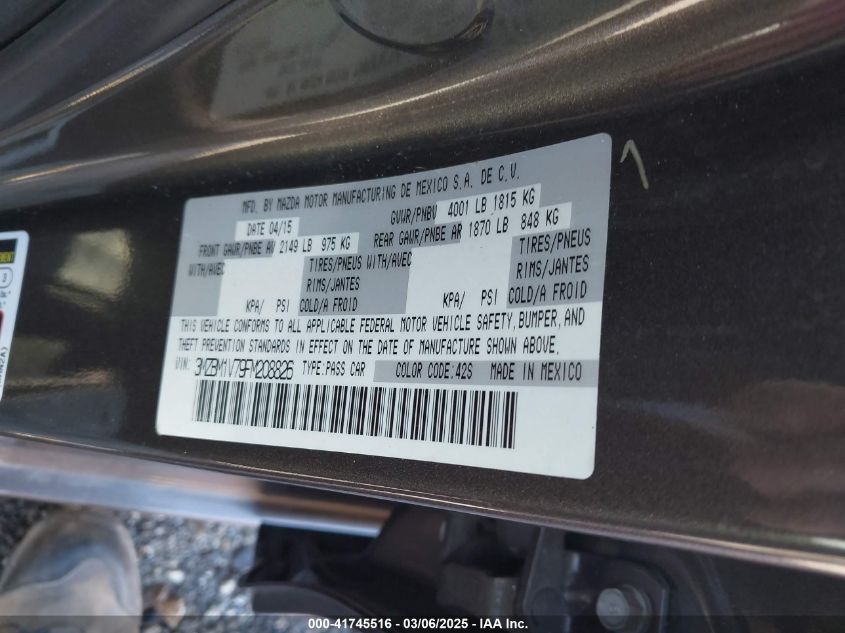 MFD. BY MAZDA MOTOR MANUFACTURING DE MEXICO S.A. DE C.V.
DATE 04/15 GVWR/PNBV 4001 LB 1815 KG
FRONT GAWR/PNBE AV 2149 LB 975 KG REAR GAWR/PNBE AR 1870 LB 848 KG
WITH/AVEC TIRES/PNEUS WITH/AVEC TIRES/PNEUS
RIMS/JANTES RIMS/JANTES
KPA/ PSI COLD/A FROID KPA/ PSI COLD/A FROID
THIS VEHICLE CONFORMS TO ALL APPLICABLE FEDERAL MOTOR VEHICLE SAFETY, BUMPER, AND
THEFT PREVENTION STANDARDS IN EFFECT ON THE DATE OF MANUFACTURE SHOWN ABOVE.
VIN: 3MZBM1V79FM208826 TYPE:PASS CAR COLOR CODE:42S MADE IN MEXICO
000-41745516 - 03/06/2025 - IAA Inc.